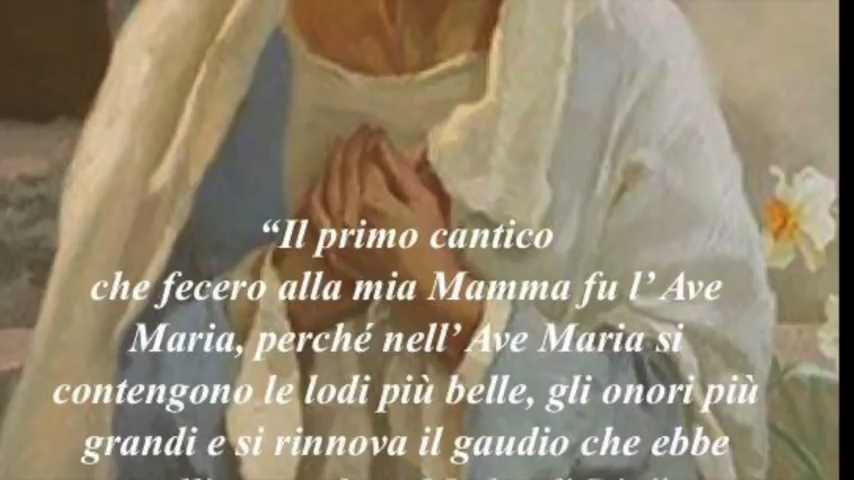 “Il primo cantico
che fecero alla mia Mamma fu l’Ave
Maria, perché nell’Ave Maria si
contengono le lodi più belle, gli onori più
grandi e si rinnova il gaudio che ebbe